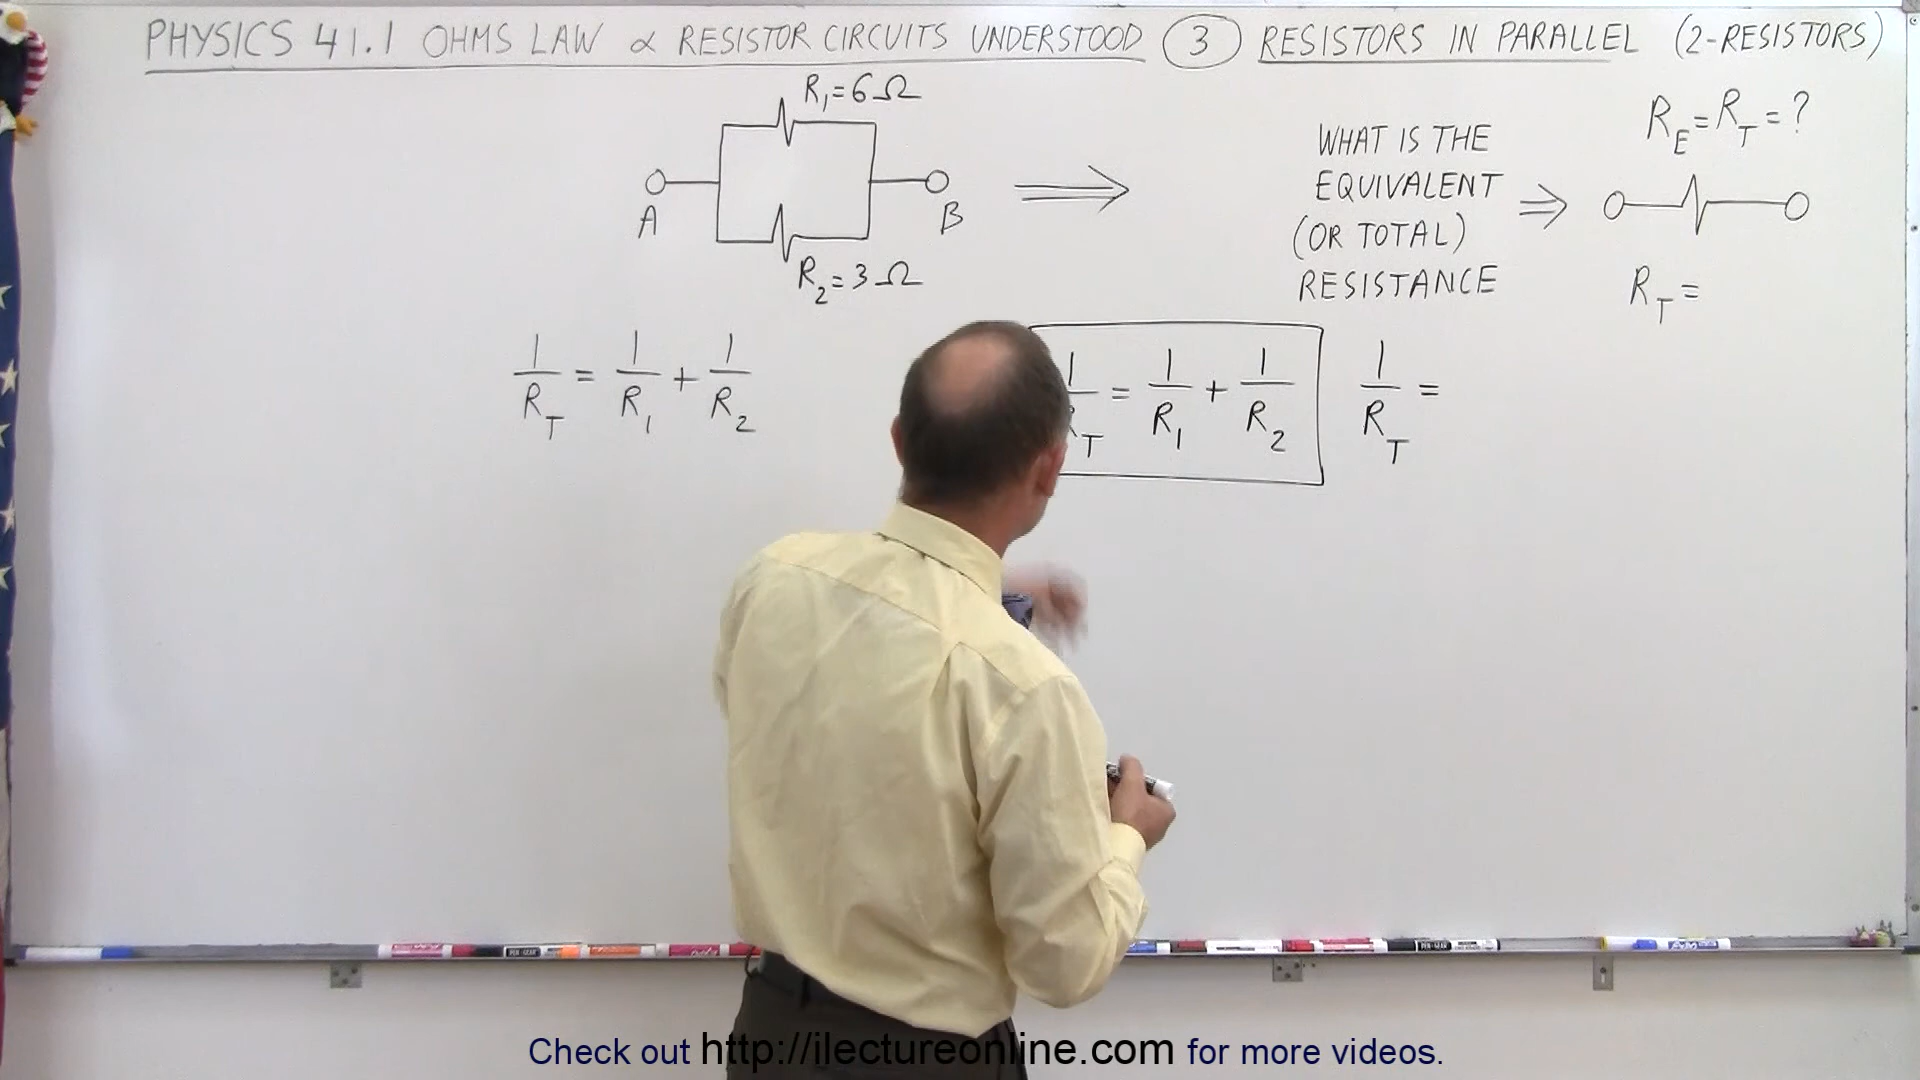 PHYSICS 41.1 OHMS LAW & RESISTOR CIRCUITS UNDERSTOOD 3 RESISTORS IN PARALLEL (2-RESISTORS)
R1=6Ω
A B
R2=3Ω
WHAT IS THE
EQUIVALENT
(OR TOTAL)
RESISTANCE
RE=RT=?
RT=
1/RT = 1/R1 + 1/R2
1/RT = 1/R1 + 1/R2
1/RT =
Check out http://ilectureonline.com for more videos.